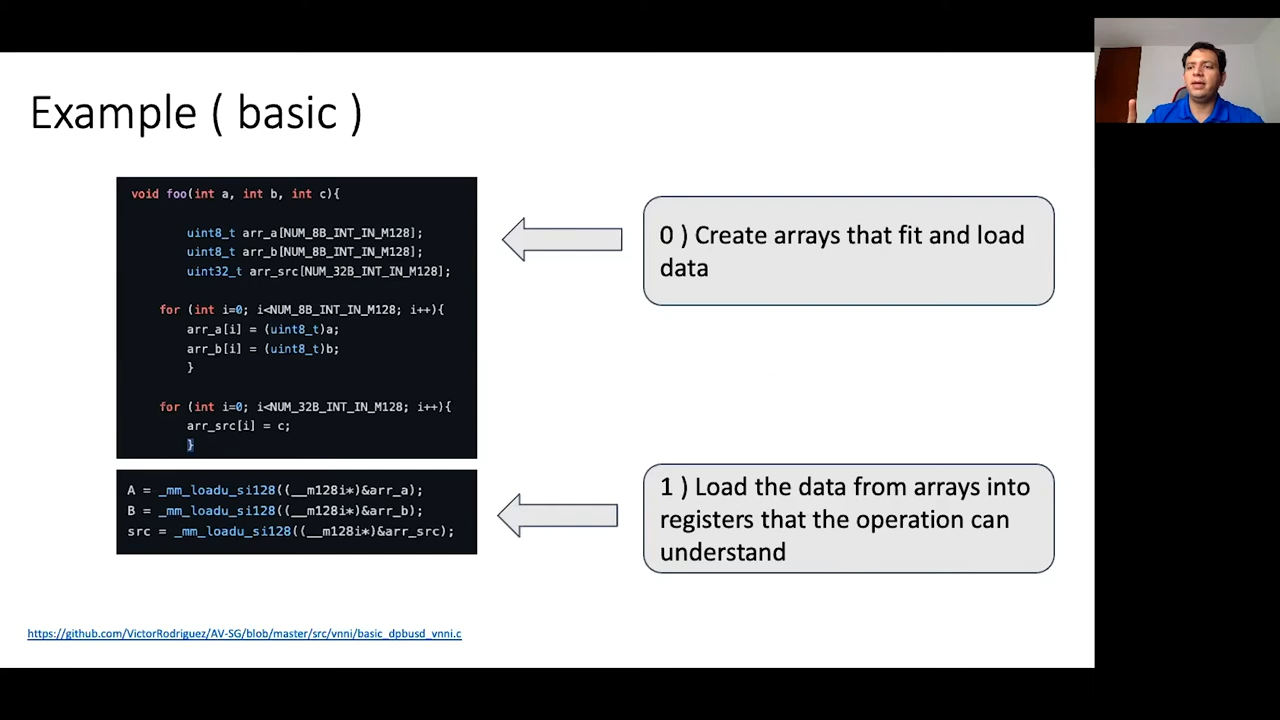 Example ( basic )
void foo(int a, int b, int c){
uint8_t arr_a[NUM_8B_INT_IN_M128];
uint8_t arr_b[NUM_8B_INT_IN_M128];
uint32_t arr_src[NUM_32B_INT_IN_M128];
for (int i=0; i<NUM_8B_INT_IN_M128; i++){
arr_a[i] = (uint8_t)a;
arr_b[i] = (uint8_t)b;
}
for (int i=0; i<NUM_32B_INT_IN_M128; i++){
arr_src[i] = c;
}
0 ) Create arrays that fit and load
data
A = _mm_loadu_si128((__m128i*)&arr_a);
B = _mm_loadu_si128((__m128i*)&arr_b);
src = _mm_loadu_si128((__m128i*)&arr_src);
1 ) Load the data from arrays into
registers that the operation can
understand
https://github.com/VictorRodriguez/AV-SG/blob/master/src/vnni/basic_dpbusd_vnni.c